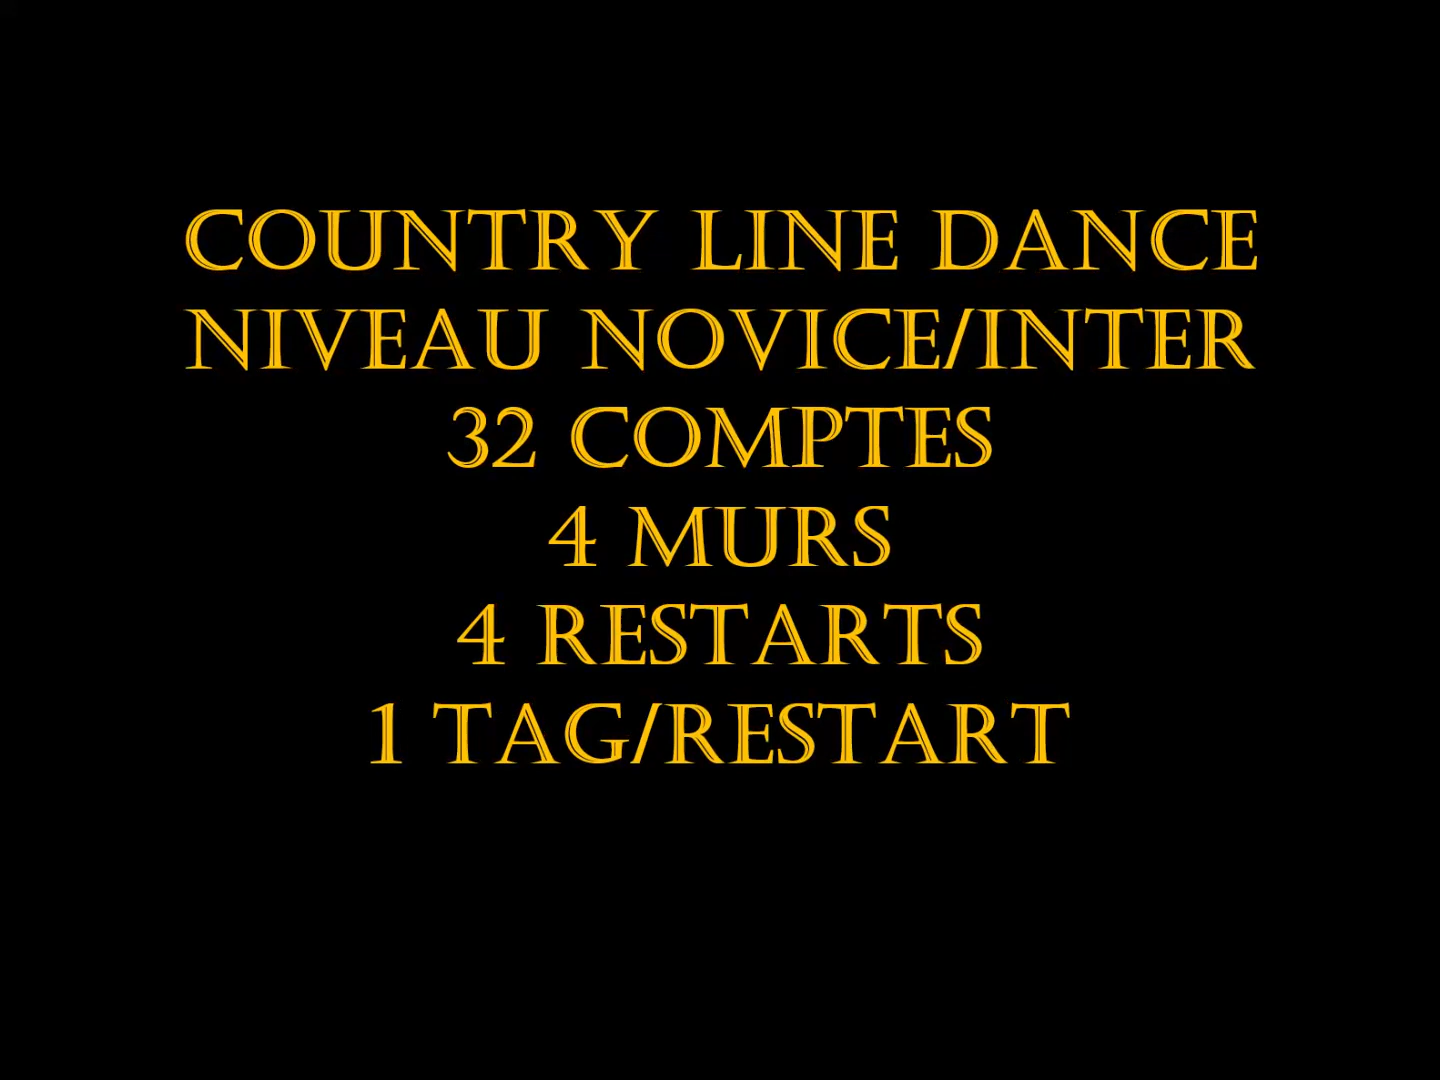 COUNTRY LINE DANCE
NIVEAU NOVICE/INTER
32 COMPTES
4 MURS
4 RESTARTS
1 TAG/RESTART